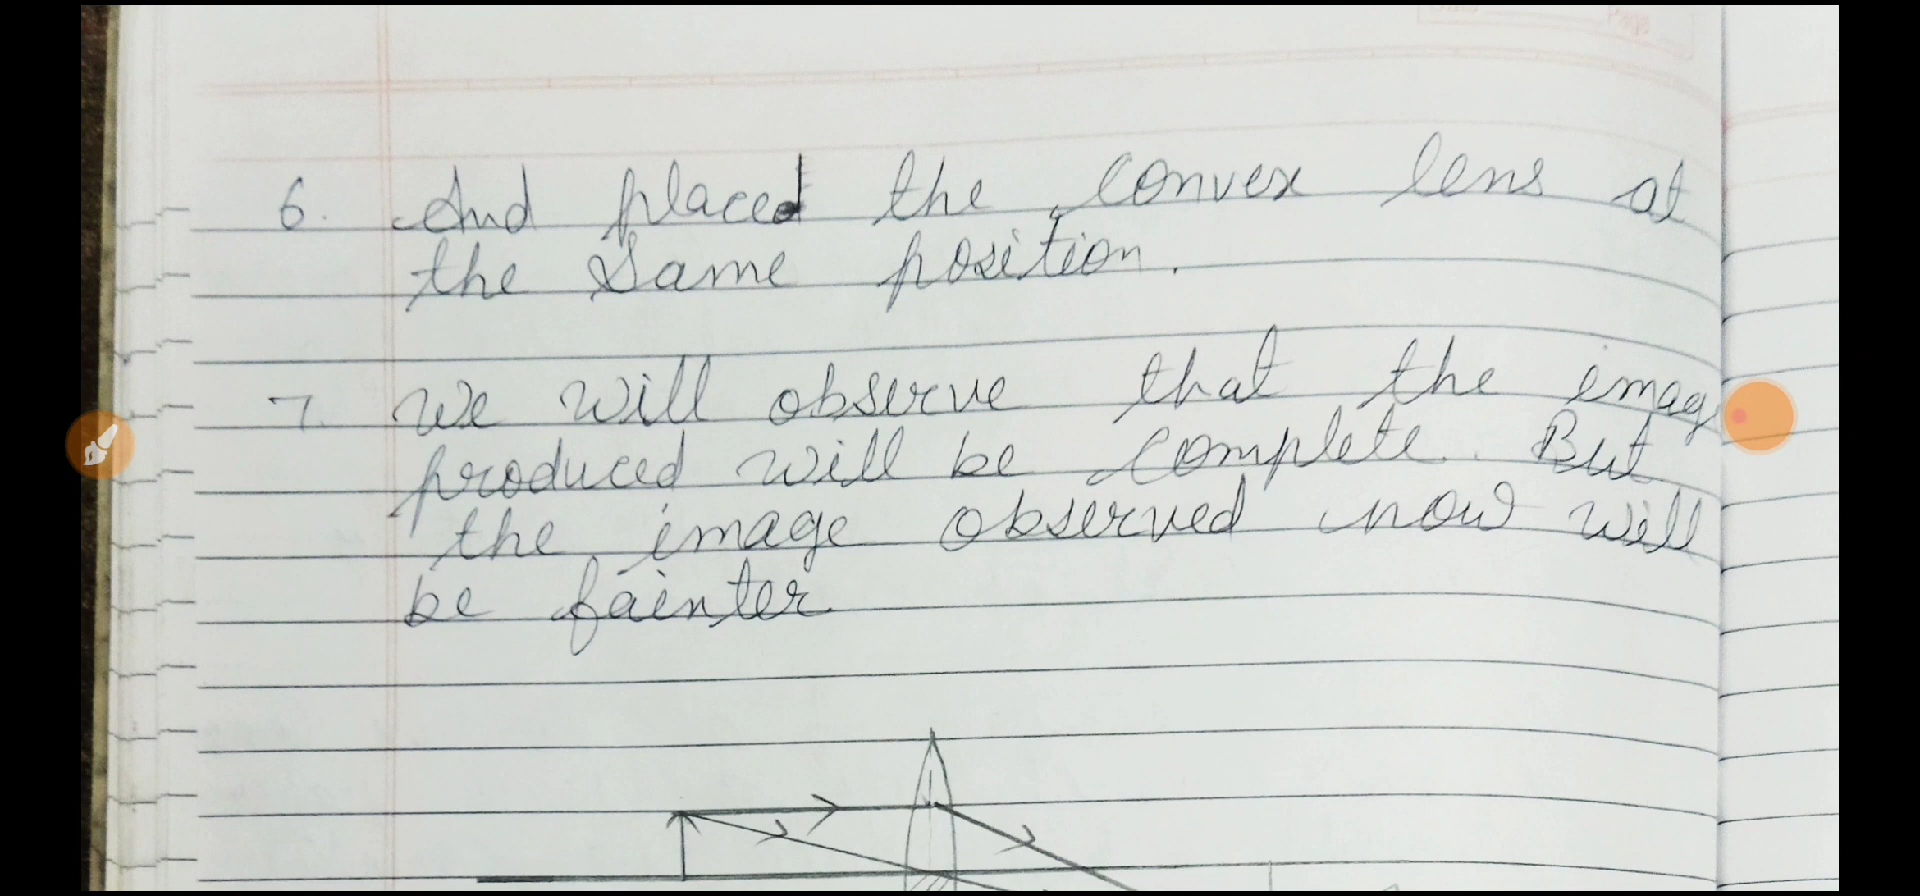 6. And placed the convex lens at
the same position.
7. We will observe that the imag
produced will be complete. But
the image observed now will
be fainter